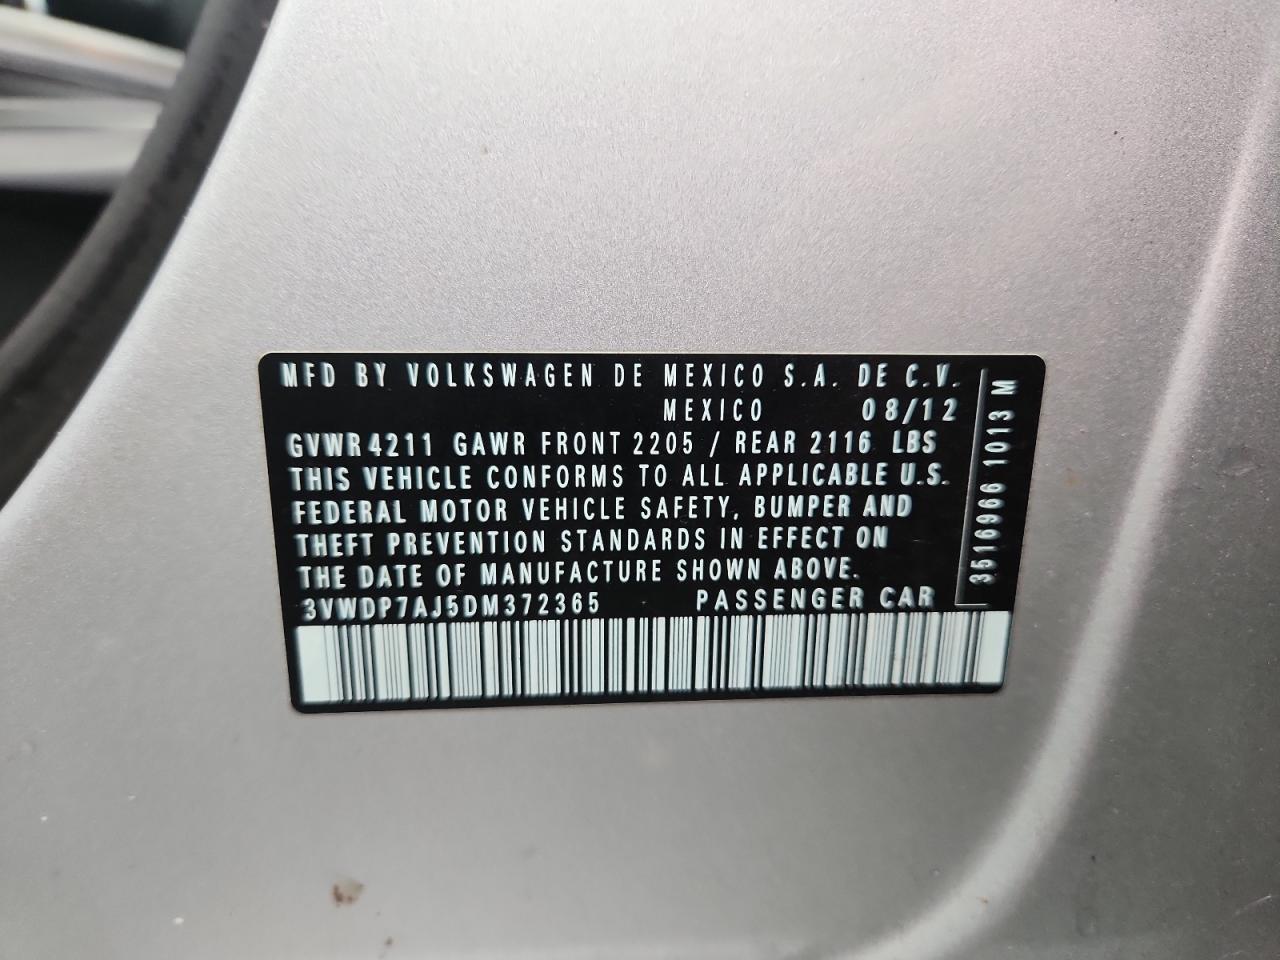 MFD BY VOLKSWAGEN DE MEXICO S.A. DE C.V.
MEXICO 08/12
GVWR 4211 GAWR FRONT 2205 / REAR 2116 LBS
THIS VEHICLE CONFORMS TO ALL APPLICABLE U.S.
FEDERAL MOTOR VEHICLE SAFETY, BUMPER AND
THEFT PREVENTION STANDARDS IN EFFECT ON
THE DATE OF MANUFACTURE SHOWN ABOVE.
3VWDP7AJ5DM372365 PASSENGER CAR
3516966 1013 M